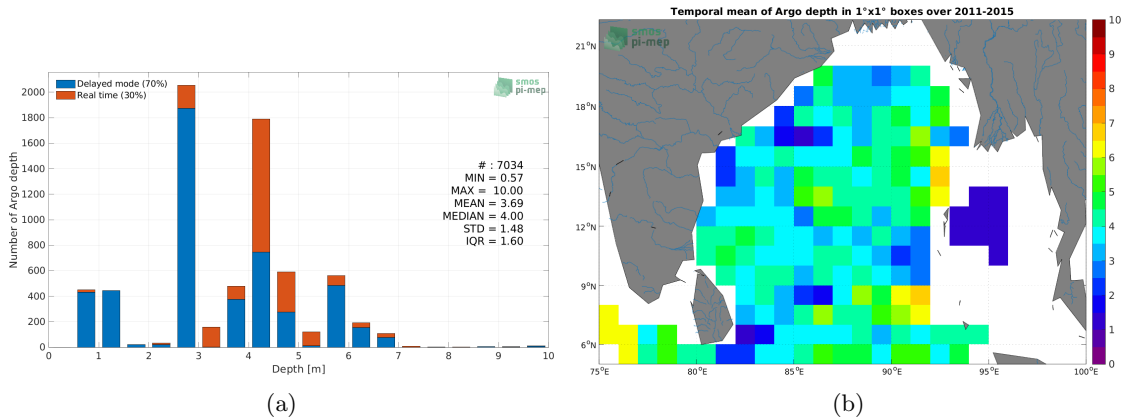 smos
pi-mep
Delayed mode (70%)
Real time (30%)
# : 7034
MIN = 0.57
MAX = 10.00
MEAN = 3.69
MEDIAN = 4.00
STD = 1.48
IQR = 1.60
Number of Argo depth
2000
1800
1600
1400
1200
1000
800
600
400
200
0
0 1 2 3 4 5 6 7 8 9 10
Depth [m]
(a)
Temporal mean of Argo depth in 1°x1° boxes over 2011-2015
smos
pi-mep
21°N
18°N
15°N
12°N
9°N
6°N
75°E 80°E 85°E 90°E 95°E 100°E
10
9
8
7
6
5
4
3
2
1
0
(b)